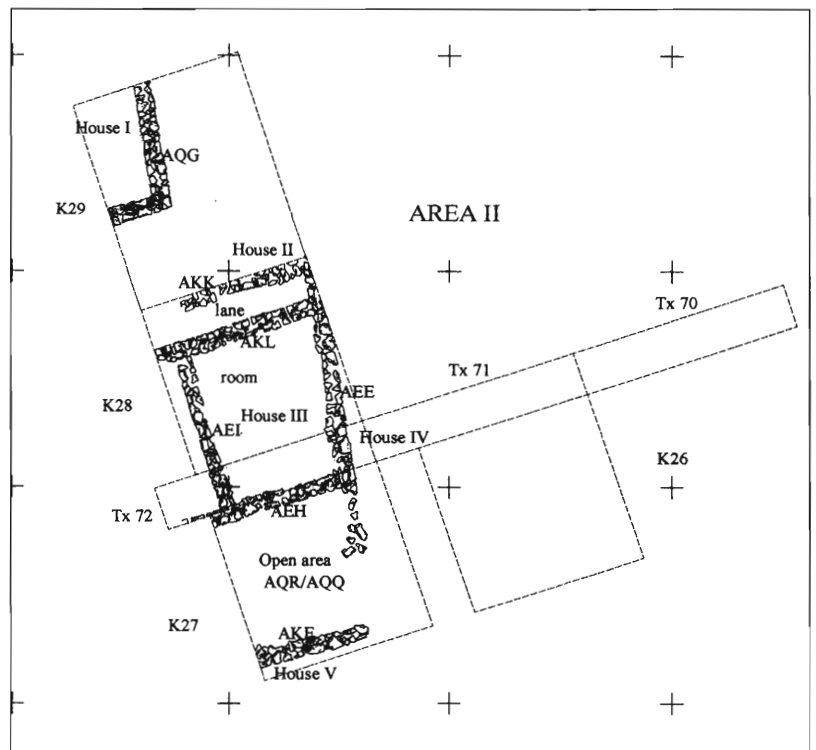 House I
AQG
K29
AREA II
House II
AKK
lane
Tx 70
AKL
Tx 71
room
AEE
K28
House III
AEI
House IV
K26
AEH
Tx 72
Open area
AQR/AQQ
K27
AKE
House V